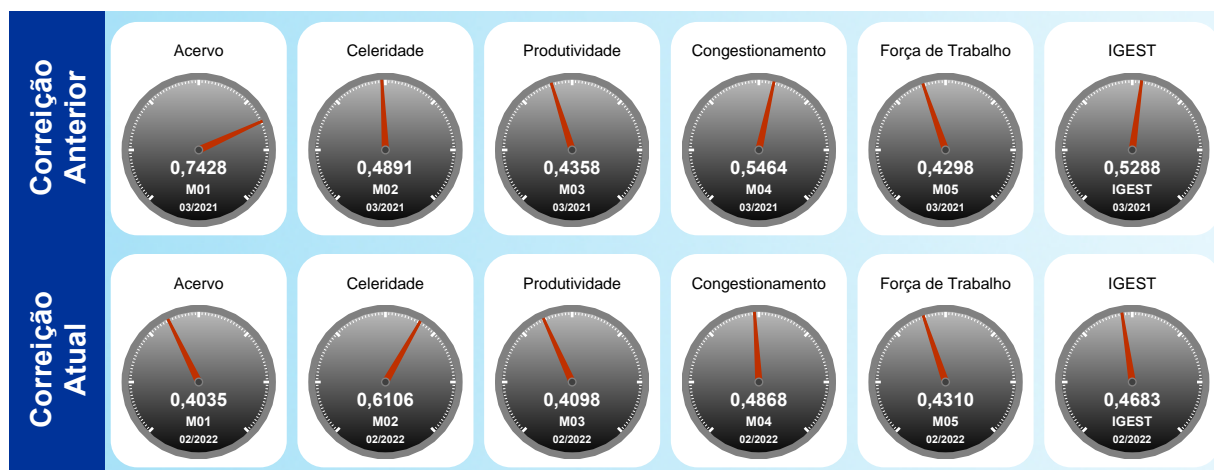 Correição
Anterior
Acervo
0,7428
M01
03/2021
Celeridade
0,4891
M02
03/2021
Produtividade
0,4358
M03
03/2021
Congestionamento
0,5464
M04
03/2021
Força de Trabalho
0,4298
M05
03/2021
IGEST
0,5288
IGEST
03/2021
Correição
Atual
Acervo
0,4035
M01
02/2022
Celeridade
0,6106
M02
02/2022
Produtividade
0,4098
M03
02/2022
Congestionamento
0,4868
M04
02/2022
Força de Trabalho
0,4310
M05
02/2022
IGEST
0,4683
IGEST
02/2022